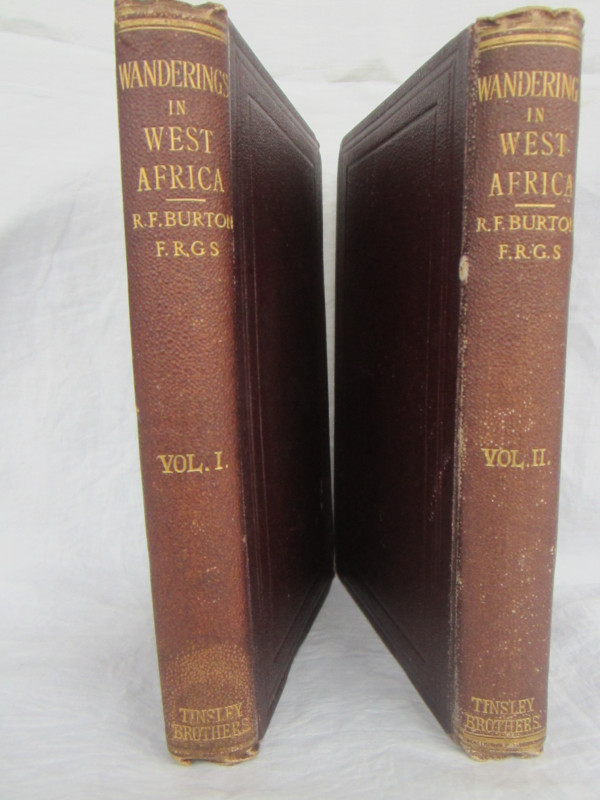 WANDERINGS
IN
WEST
AFRICA
R.F.BURTON
F.R.G.S
VOL.I.
TINSLEY
BROTHERS
WANDERINGS
IN
WEST
AFRICA
R.F.BURTON
F.R.G.S
VOL.II.
TINSLEY
BROTHERS.